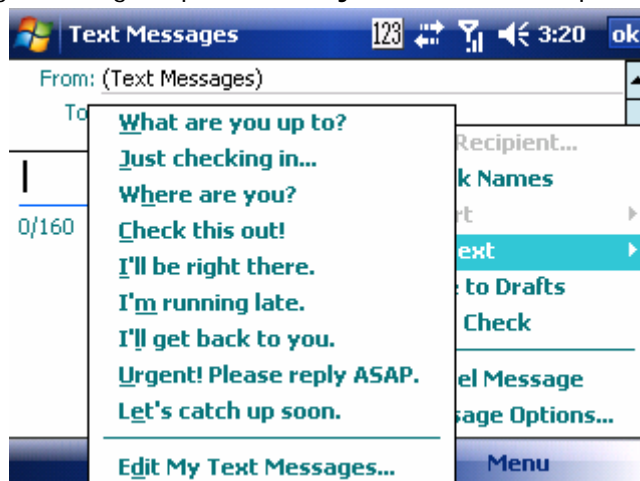 Text Messages 123 3:20 ok
From: (Text Messages)
To
What are you up to?
Just checking in...
Where are you?
Check this out!
I'll be right there.
I'm running late.
I'll get back to you.
Urgent! Please reply ASAP.
Let's catch up soon.
Edit My Text Messages...
0/160
Recipient...
k Names
rt
ext
to Drafts
Check
el Message
sage Options...
Menu